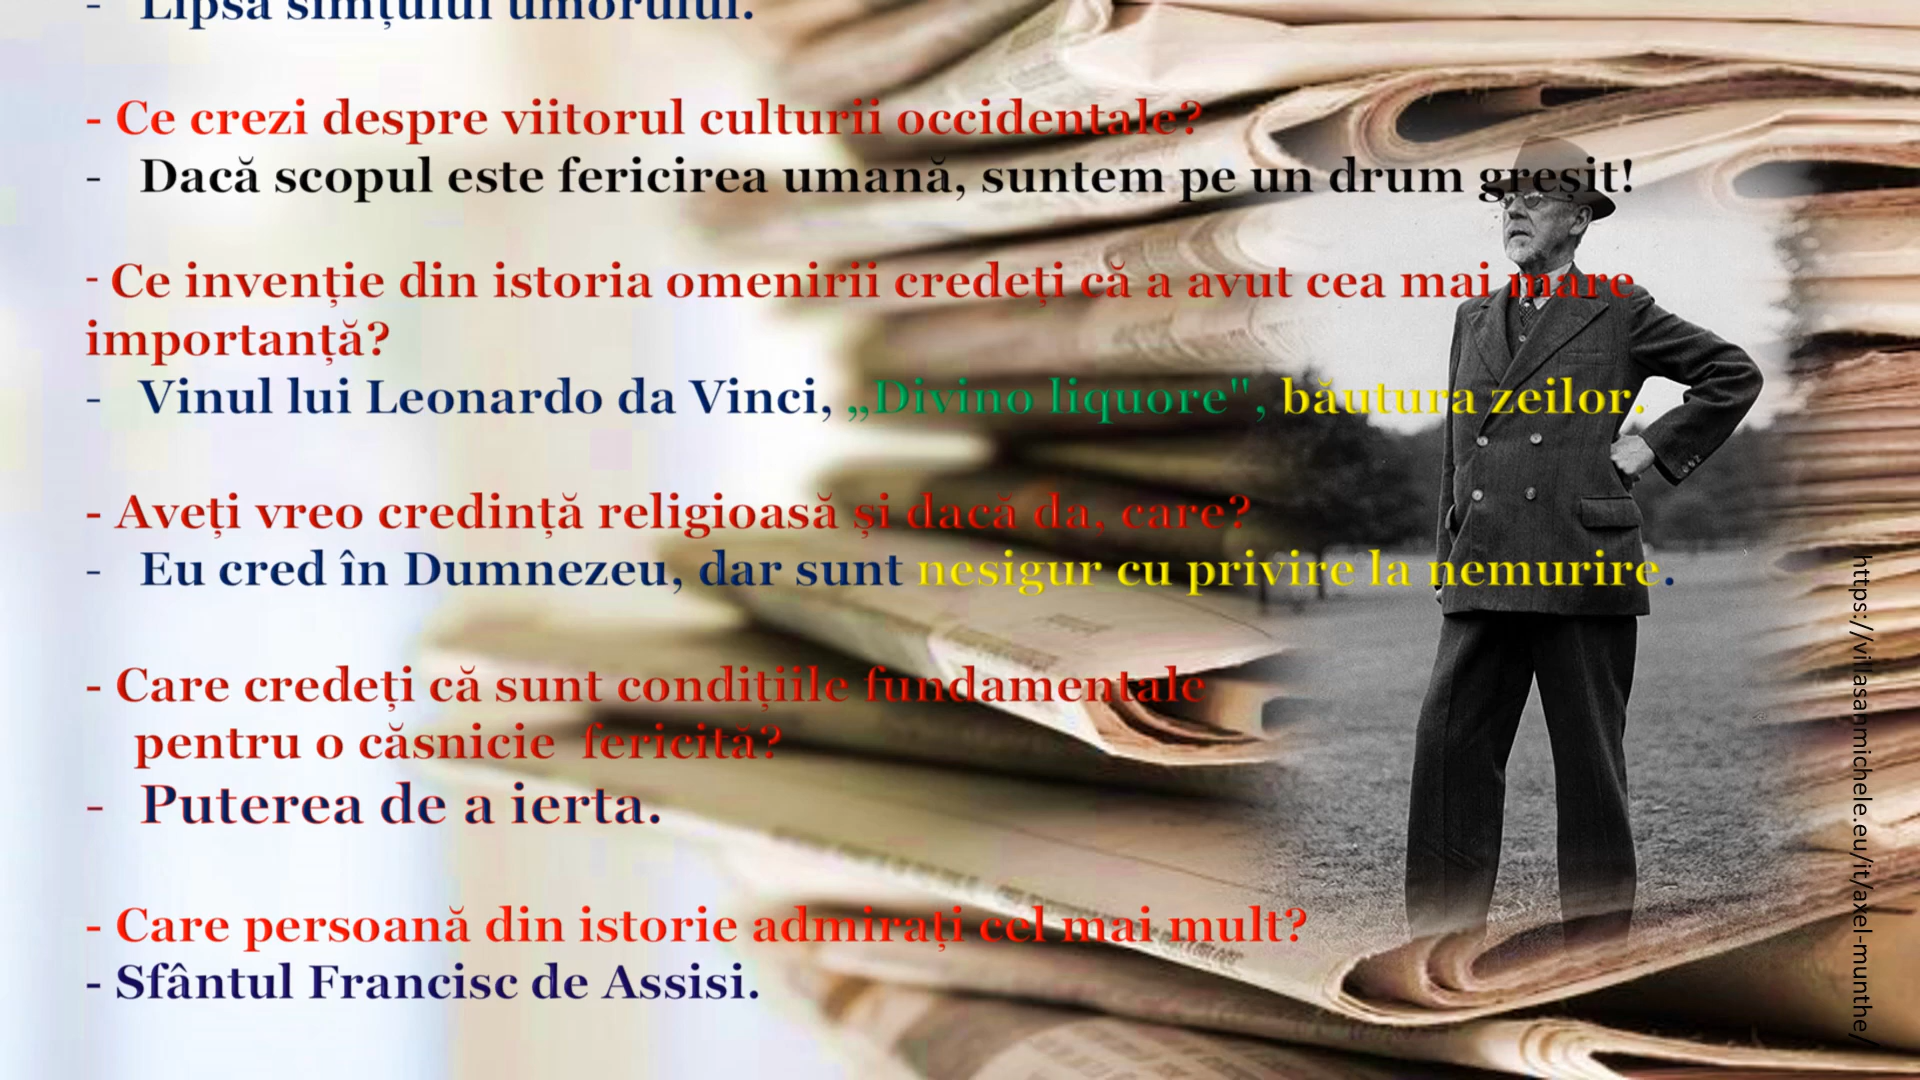 - Lipsa simțului umorului.
- Ce crezi despre viitorul culturii occidentale?
- Dacă scopul este fericirea umană, suntem pe un drum greșit!
- Ce invenție din istoria omenirii credeți că a avut cea mai mare
importanță?
- Vinul lui Leonardo da Vinci, „Divino liquore", băutura zeilor.
- Aveți vreo credință religioasă și dacă da, care?
- Eu cred în Dumnezeu, dar sunt nesigur cu privire la nemurire.
- Care credeți că sunt condițiile fundamentale
pentru o căsnicie fericită?
- Puterea de a ierta.
- Care persoană din istorie admirați cel mai mult?
- Sfântul Francisc de Assisi.
https://villasanmichele.eu/it/axel-munthe/